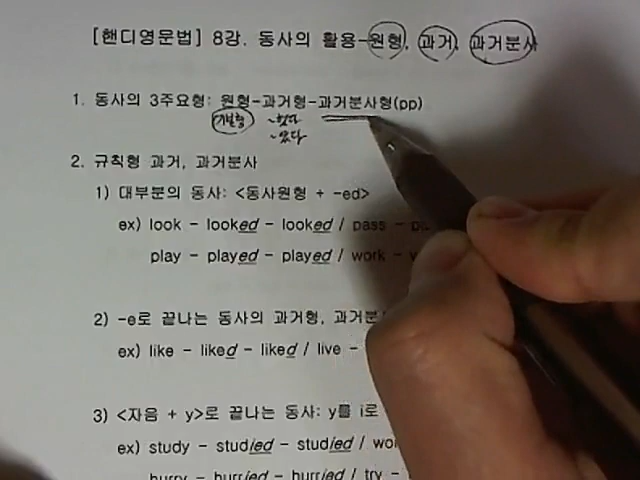 [핸디영문법] 8강. 동사의 활용-원형, 과거, 과거분사
1. 동사의 3주요형: 원형-과거형-과거분사형(pp)
기본형 ~했다
~었다
2. 규칙형 과거, 과거분사
1) 대부분의 동사: <동사원형 + -ed>
ex) look - looked - looked / pass -
play - played - played / work -
2) -e로 끝나는 동사의 과거형, 과거분
ex) like - liked - liked / live -
3) <자음 + y>로 끝나는 동사: y를 i로
ex) study - studied - studied /
hurry - hurried - hurried / try -